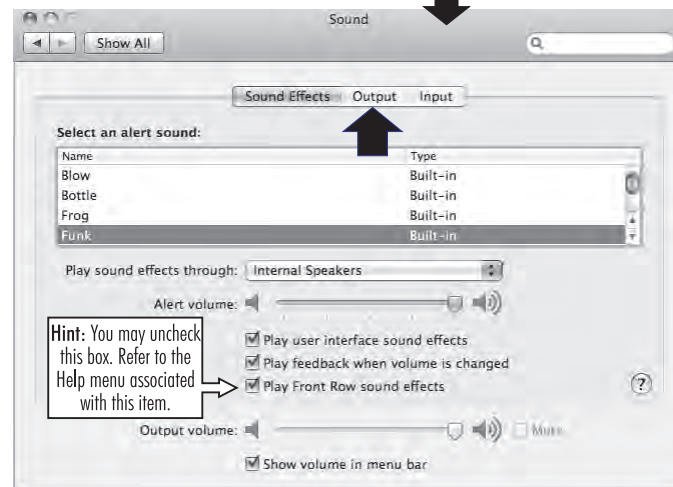 Sound
Show All
Sound Effects Output Input
Select an alert sound:
Name Type
Blow Built-in
Bottle Built-in
Frog Built-in
Funk Built-in
Play sound effects through: Internal Speakers
Alert volume:
Play user interface sound effects
Play feedback when volume is changed
Play Front Row sound effects
Hint: You may uncheck
this box. Refer to the
Help menu associated
with this item.
?
Output volume: Mute
Show volume in menu bar